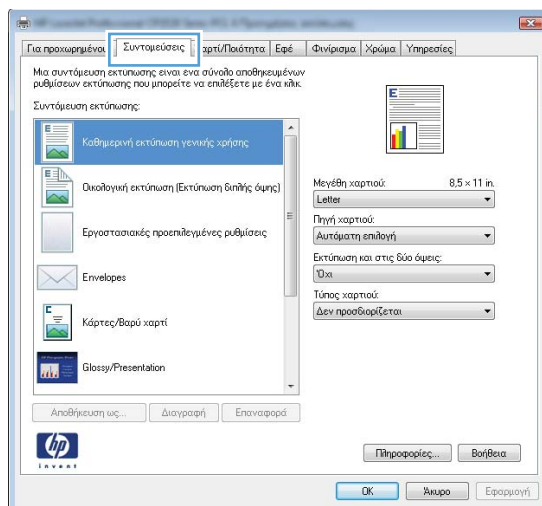 Για προχωρημένου Συντομεύσεις αρτί/Ποιότητα Εφέ Φινίρισμα Χρώμα Υπηρεσίες
Μια συντόμευση εκτύπωσης είναι ένα σύνολο αποθηκευμένων
ρυθμίσεων εκτύπωσης που μπορείτε να επιλέξετε με ένα κλικ.
Συντόμευση εκτύπωσης:
Καθημερινή εκτύπωση γενικής χρήσης
Οικολογική εκτύπωση (Εκτύπωση διπλής όψης)
Εργοστασιακές προεπιλεγμένες ρυθμίσεις
Envelopes
Κάρτες/Βαρύ χαρτί
Glossy/Presentation
Αποθήκευση ως... Διαγραφή Επαναφορά
E
Μεγέθη χαρτιού: 8,5 × 11 in.
Letter
Πηγή χαρτιού:
Αυτόματη επιλογή
Εκτύπωση και στις δύο όψεις:
Όχι
Τύπος χαρτιού:
Δεν προσδιορίζεται
hp
invent
Πληροφορίες... Βοήθεια
OK Άκυρο Εφαρμογή